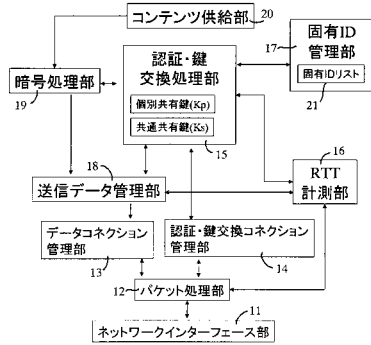 コンテンツ供給部
20
暗号処理部
19
認証・鍵
交換処理部
個別共有鍵(Kp)
共通共有鍵(Ks)
15
17
固有ID
管理部
固有IDリスト
21
18
送信データ管理部
16
RTT
計測部
データコネクション
管理部
13
認証・鍵交換コネクション
管理部
14
12
パケット処理部
11
ネットワークインターフェース部